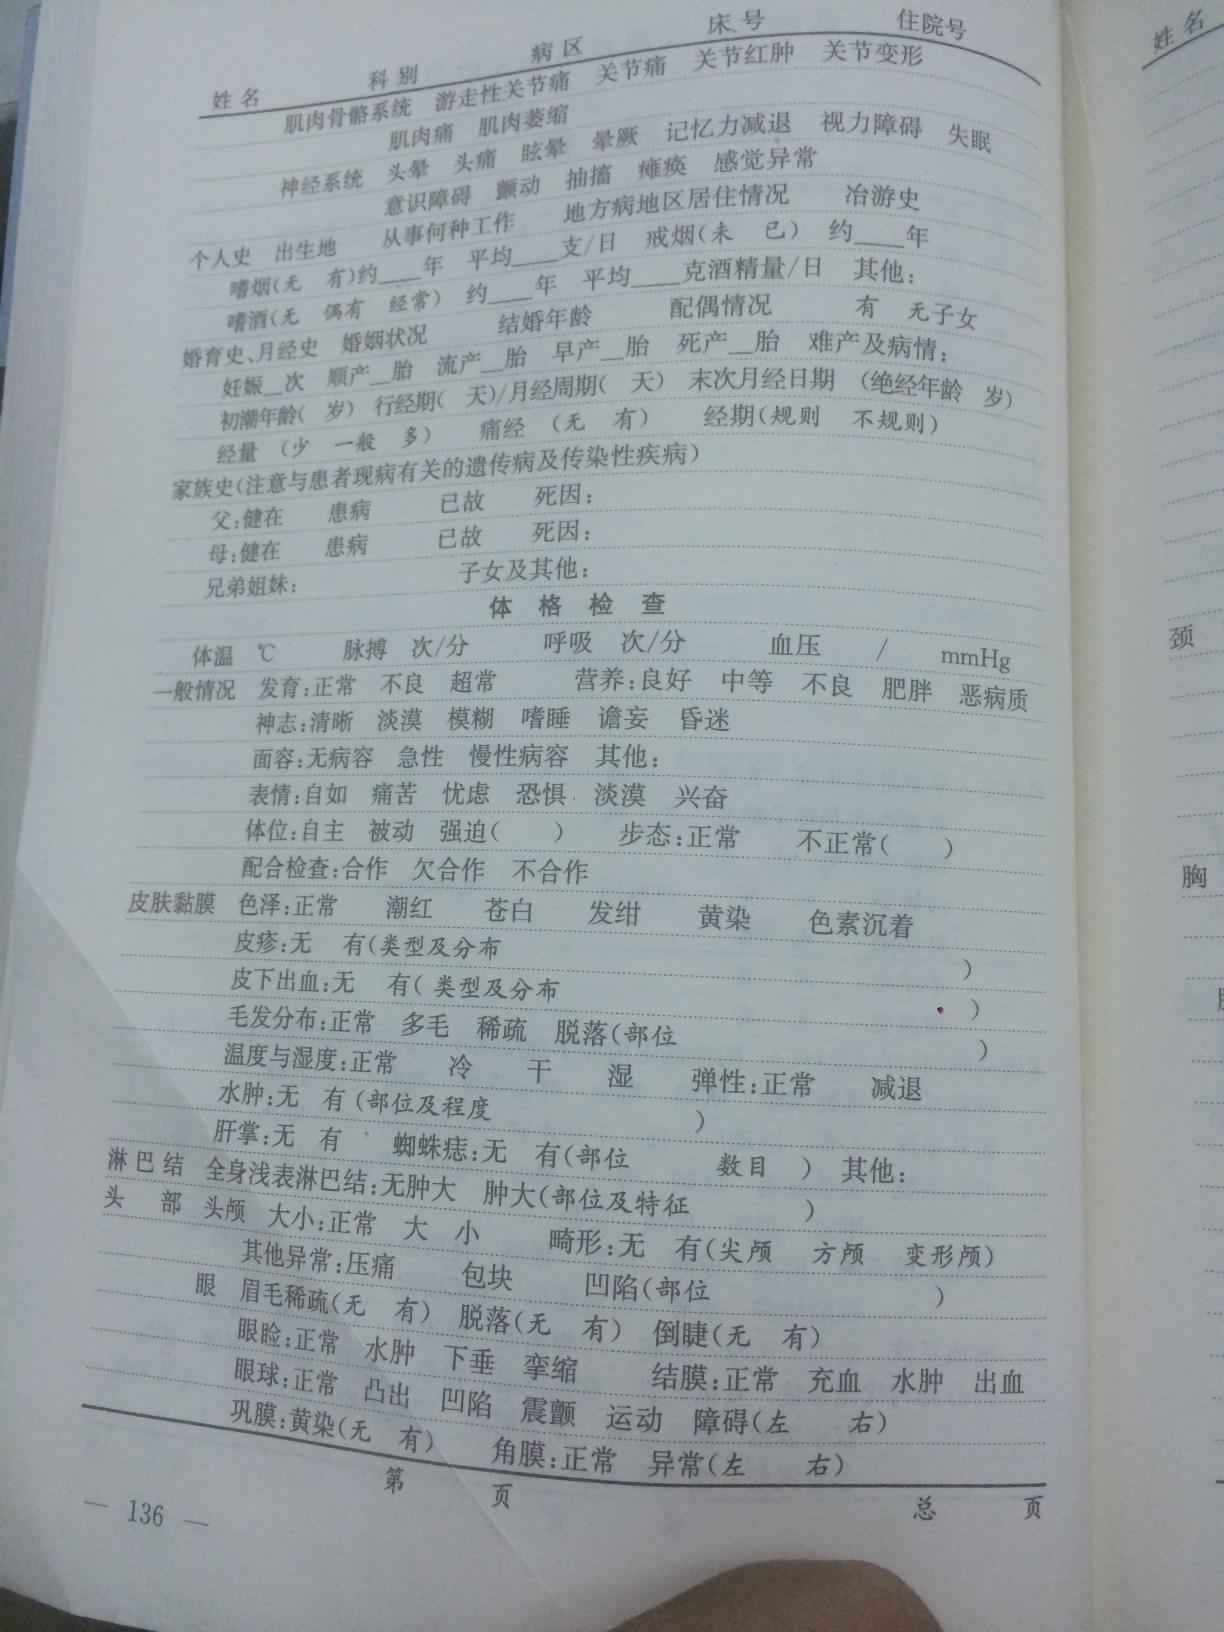 姓名 科别 病区 床号 住院号
肌肉骨骼系统 游走性关节痛 关节痛 关节红肿 关节变形
肌肉痛 肌肉萎缩
神经系统 头晕 头痛 眩晕 晕厥 记忆力减退 视力障碍 失眠
意识障碍 颤动 抽搐 瘫痪 感觉异常
个人史 出生地 从事何种工作 地方病地区居住情况 冶游史
嗜烟(无 有)约____年 平均____支/日 戒烟(未 已) 约____年
嗜酒(无 偶有 经常) 约____年 平均____克酒精量/日 其他:
婚育史、月经史 婚姻状况 结婚年龄 配偶情况 有 无子女
妊娠__次 顺产__胎 流产__胎 早产__胎 死产__胎 难产及病情:
初潮年龄( 岁) 行经期( 天)/月经周期( 天) 末次月经日期 (绝经年龄 岁)
经量 (少 一般 多) 痛经 (无 有) 经期(规则 不规则)
家族史(注意与患者现病有关的遗传病及传染性疾病)
父:健在 患病 已故 死因:
母:健在 患病 已故 死因:
兄弟姐妹: 子女及其他:
体 格 检 查
体温 ℃ 脉搏 次/分 呼吸 次/分 血压 / mmHg
一般情况 发育:正常 不良 超常 营养:良好 中等 不良 肥胖 恶病质
神志:清晰 淡漠 模糊 嗜睡 谵妄 昏迷
面容:无病容 急性 慢性病容 其他:
表情:自如 痛苦 忧虑 恐惧 淡漠 兴奋
体位:自主 被动 强迫( ) 步态:正常 不正常( )
配合检查:合作 欠合作 不合作
皮肤黏膜 色泽:正常 潮红 苍白 发绀 黄染 色素沉着
皮疹:无 有(类型及分布 )
皮下出血:无 有( 类型及分布 )
毛发分布:正常 多毛 稀疏 脱落(部位 )
温度与湿度:正常 冷 干 湿 弹性:正常 减退
水肿:无 有(部位及程度 )
肝掌:无 有 蜘蛛痣:无 有(部位 数目 ) 其他:
淋巴结 全身浅表淋巴结:无肿大 肿大(部位及特征 )
头 部 头颅 大小:正常 大 小 畸形:无 有(尖颅 方颅 变形颅)
其他异常:压痛 包块 凹陷(部位 )
眼 眉毛稀疏(无 有) 脱落(无 有) 倒睫(无 有)
眼睑:正常 水肿 下垂 挛缩 结膜:正常 充血 水肿 出血
眼球:正常 凸出 凹陷 震颤 运动 障碍(左 右)
巩膜:黄染(无 有) 角膜:正常 异常(左 右)
第 页 总 页
— 136 —
姓名
颈
胸